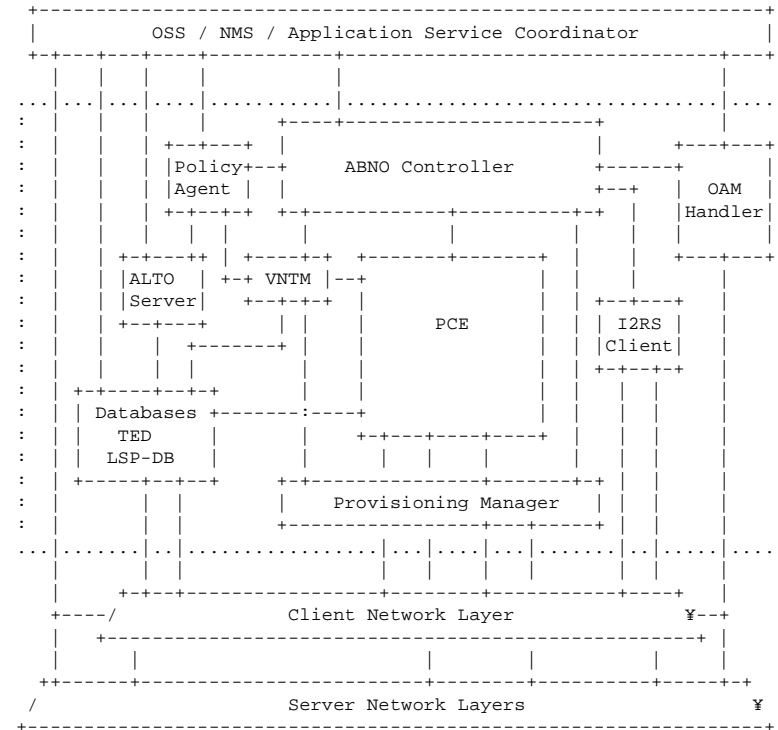 OSS / NMS / Application Service Coordinator
Policy
Agent
ABNO Controller
OAM
Handler
ALTO
Server
VNTM
PCE
I2RS
Client
Databases
TED
LSP-DB
Provisioning Manager
Client Network Layer
¥
Server Network Layers
¥